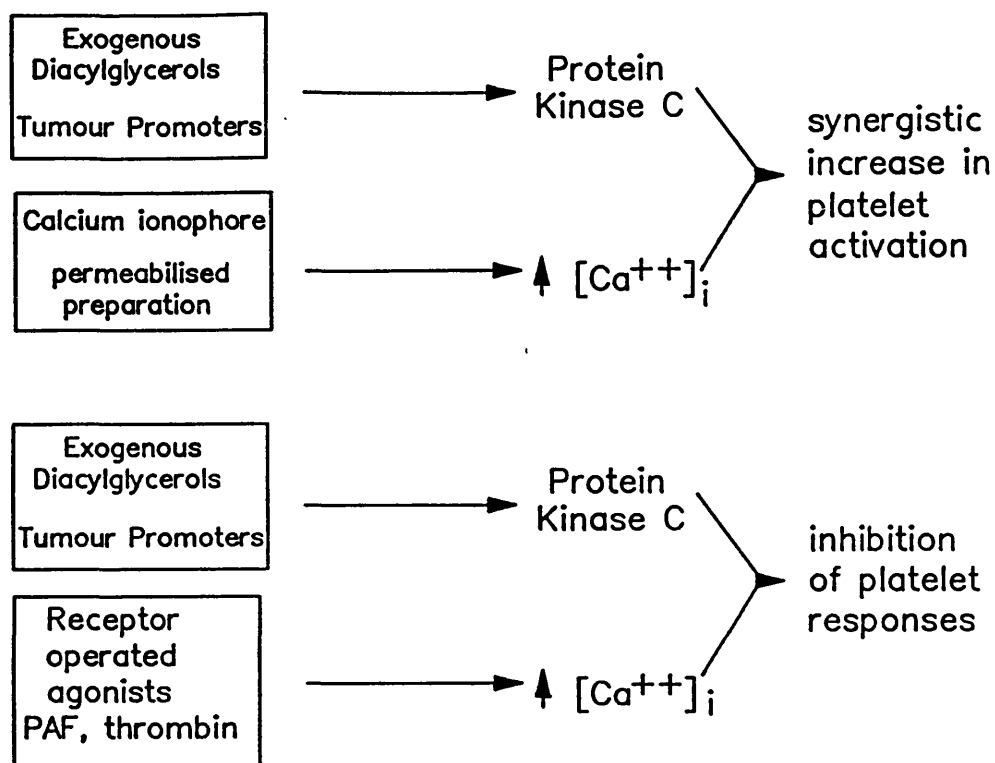 Exogenous
Diacylglycerols
Tumour Promoters
Protein
Kinase C
Calcium ionophore
permeabilised
preparation
[Ca++]i
synergistic
increase in
platelet
activation
Exogenous
Diacylglycerols
Tumour Promoters
Protein
Kinase C
Receptor
operated
agonists
PAF, thrombin
[Ca++]i
inhibition
of platelet
responses